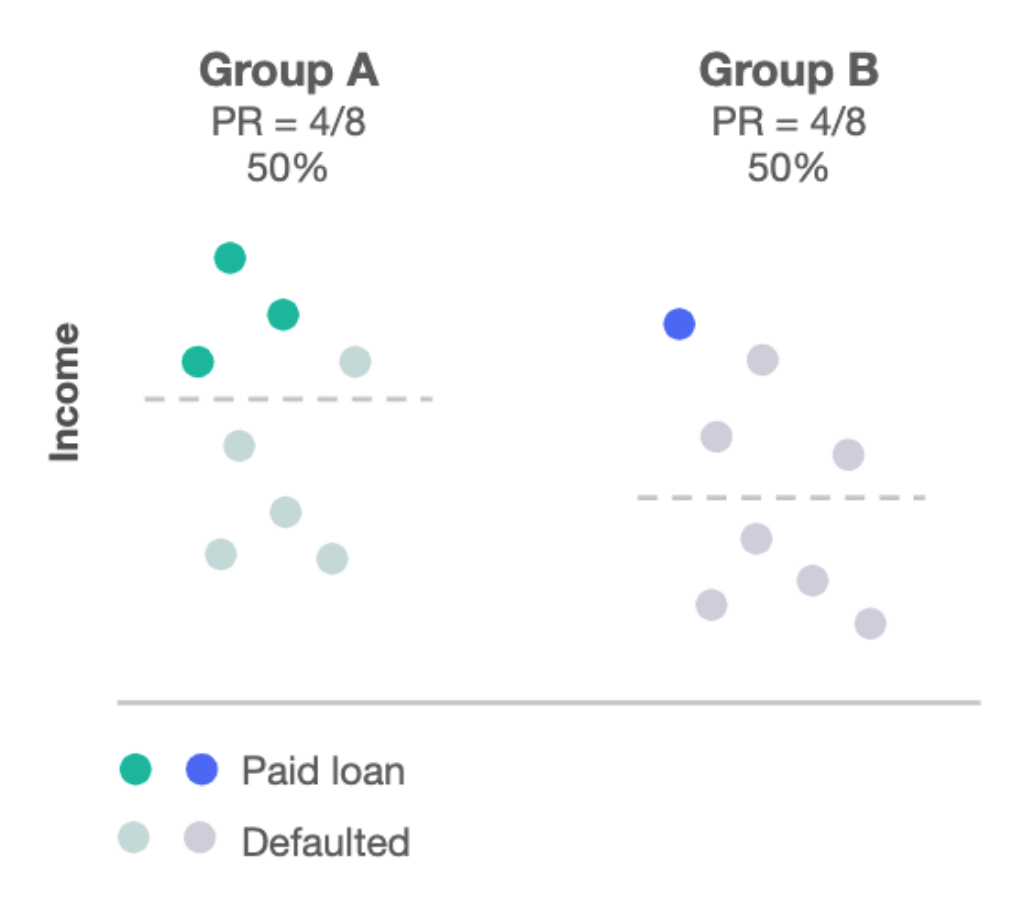 Group A
PR = 4/8
50%
Group B
PR = 4/8
50%
Income
Paid loan
Defaulted